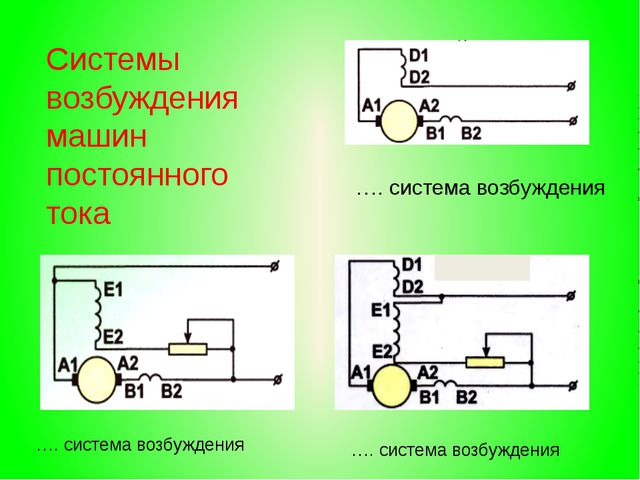 Системы
возбуждения
машин
постоянного
тока
D1
D2
A1 A2
B1 B2
…. система возбуждения
E1
E2
A1 A2
B1 B2
…. система возбуждения
D1
D2
E1
E2
A1 A2
B1 B2
…. система возбуждения